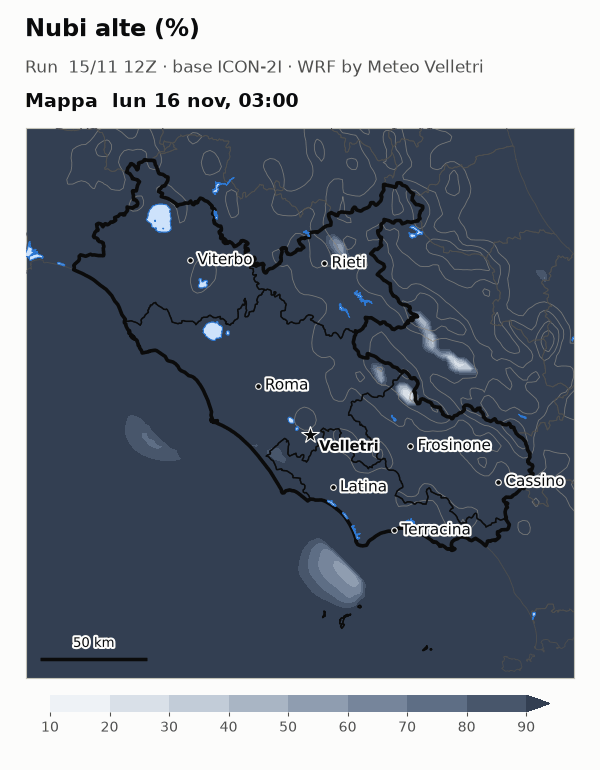 Nubi alte (%)
Run 15/11 12Z · base ICON-2I · WRF by Meteo Velletri
Mappa lun 16 nov, 03:00
Viterbo
Rieti
Roma
Velletri
Frosinone
Latina
Cassino
Terracina
50 km
10 20 30 40 50 60 70 80 90